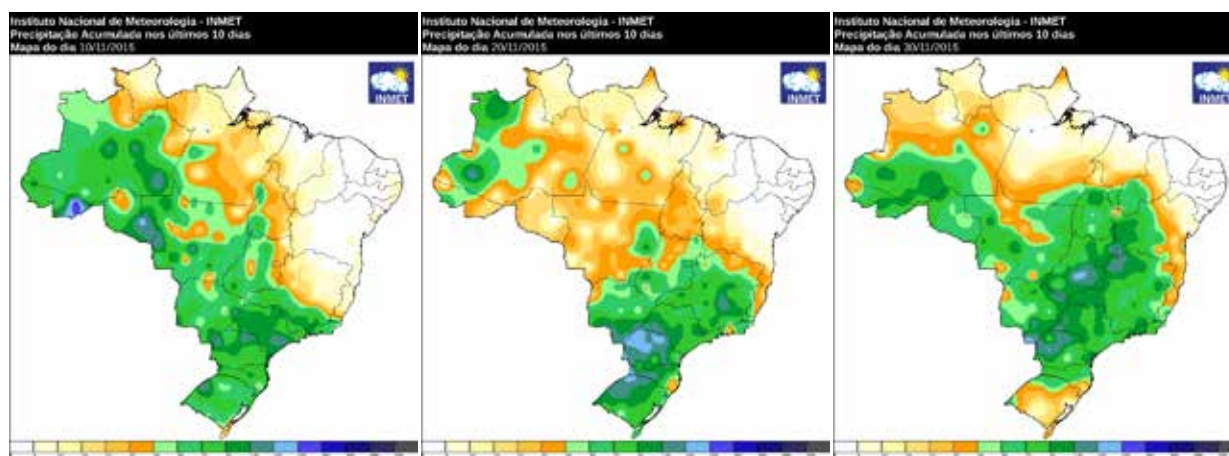 Instituto Nacional de Meteorologia - INMET
Precipitação Acumulada nos últimos 10 dias
Mapa do dia 10/11/2015
INMET
Instituto Nacional de Meteorologia - INMET
Precipitação Acumulada nos últimos 10 dias
Mapa do dia 20/11/2015
INMET
Instituto Nacional de Meteorologia - INMET
Precipitação Acumulada nos últimos 10 dias
Mapa do dia 30/11/2015
INMET